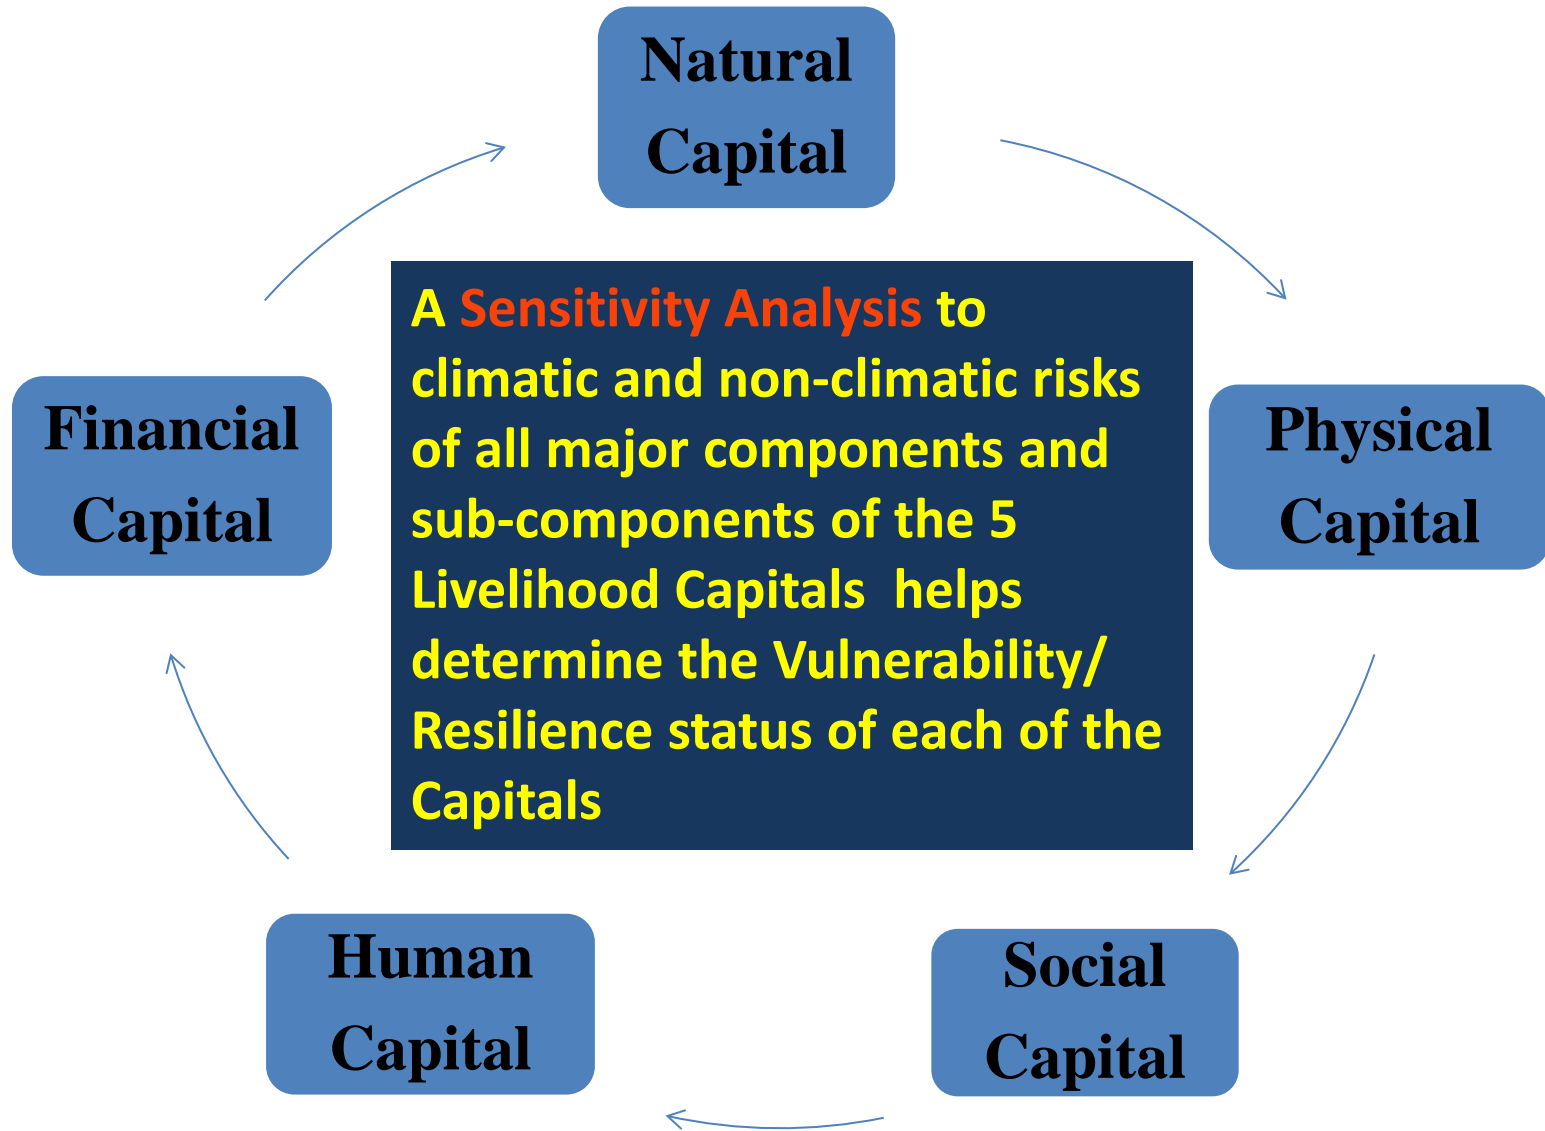 Natural
Capital
A Sensitivity Analysis to
climatic and non-climatic risks
of all major components and
sub-components of the 5
Livelihood Capitals  helps
determine the Vulnerability/
Resilience status of each of the
Capitals
Financial
Capital
Physical
Capital
Human
Capital
Social
Capital